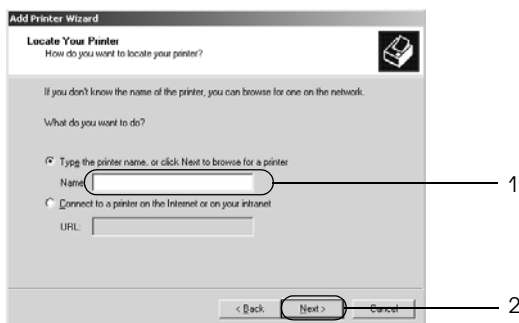 Add Printer Wizard
Locate Your Printer
How do you want to locate your printer?
If you don't know the name of the printer, you can browse for one on the network.
What do you want to do?
Type the printer name, or click Next to browse for a printer
Name:
1
Connect to a printer on the Internet or on your intranet
URL:
< Back Next > Cancel 2